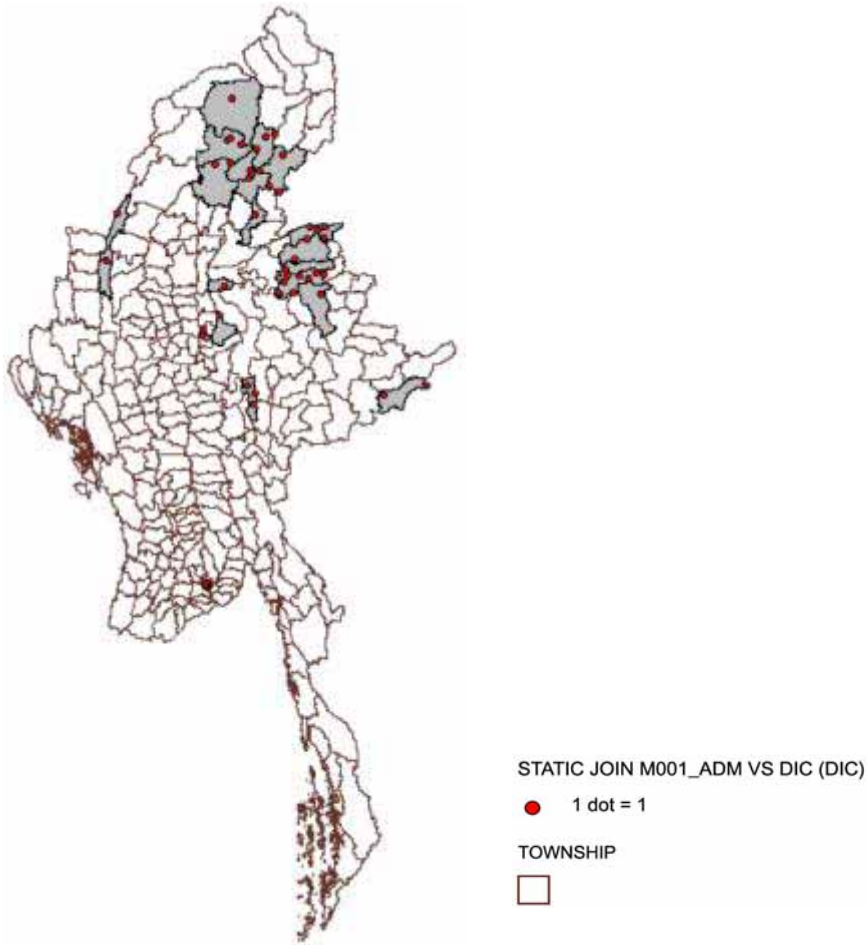 STATIC JOIN M001_ADM VS DIC (DIC)
1 dot = 1
TOWNSHIP